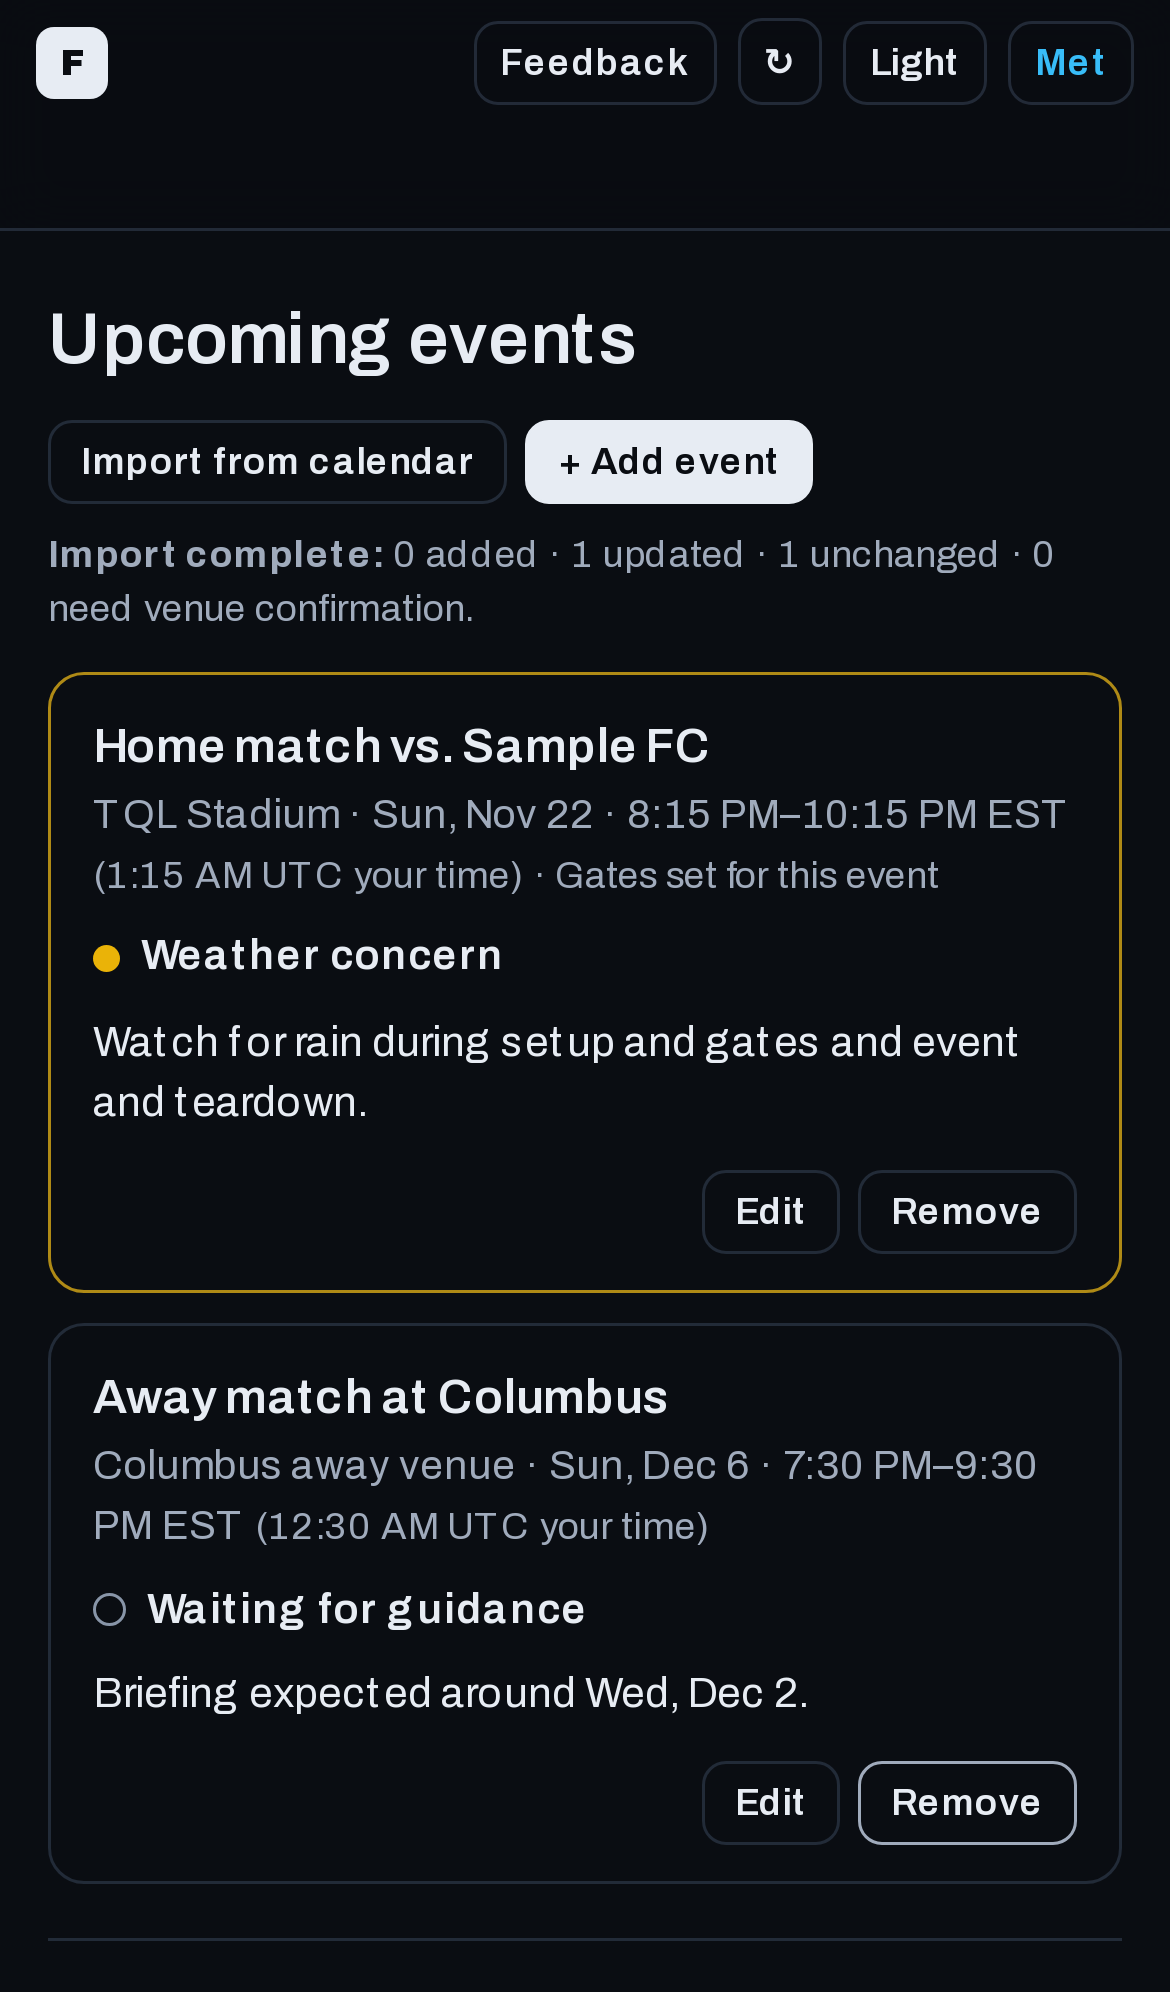 F
Feedback ↻ Light Met
Upcoming events
Import from calendar + Add event
Import complete: 0 added · 1 updated · 1 unchanged · 0
need venue confirmation.
Home match vs. Sample FC
TQL Stadium · Sun, Nov 22 · 8:15 PM–10:15 PM EST
(1:15 AM UTC your time) · Gates set for this event
Weather concern
Watch for rain during setup and gates and event
and teardown.
Edit Remove
Away match at Columbus
Columbus away venue · Sun, Dec 6 · 7:30 PM–9:30
PM EST (12:30 AM UTC your time)
Waiting for guidance
Briefing expected around Wed, Dec 2.
Edit Remove